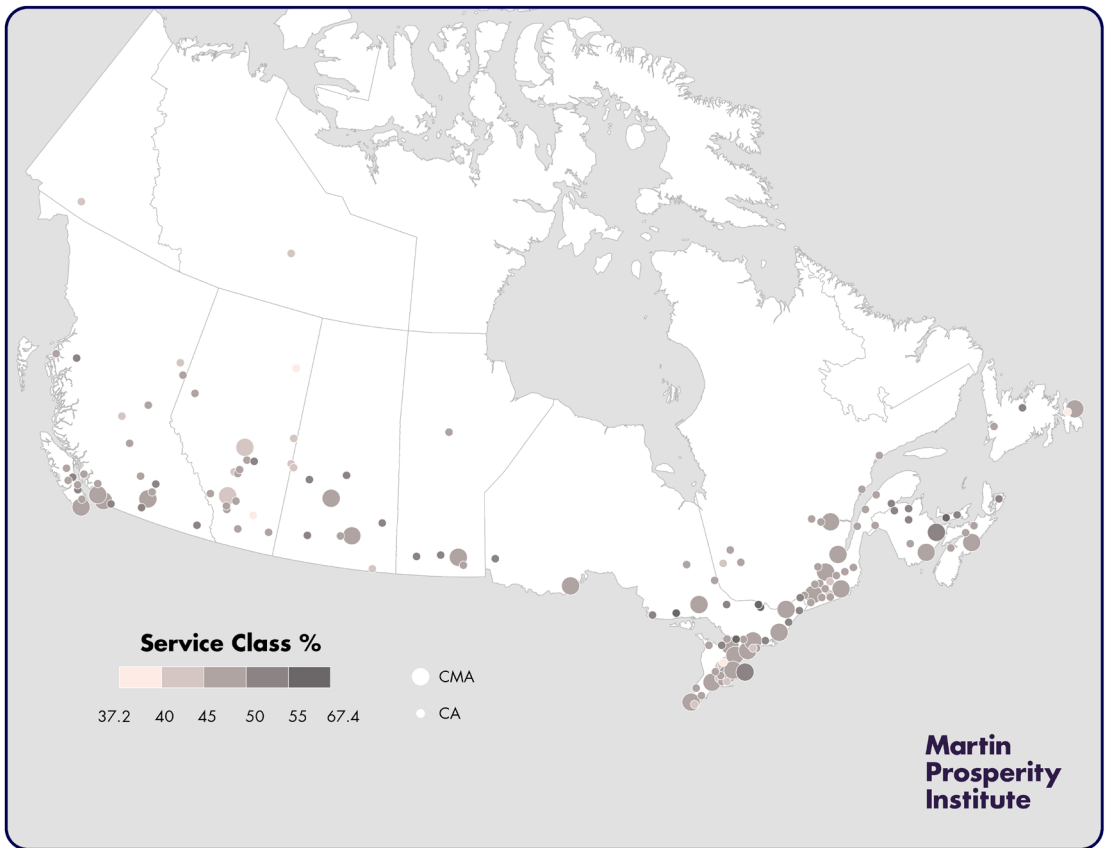 Service Class %
37.2 40 45 50 55 67.4
CMA
CA
Martin
Prosperity
Institute